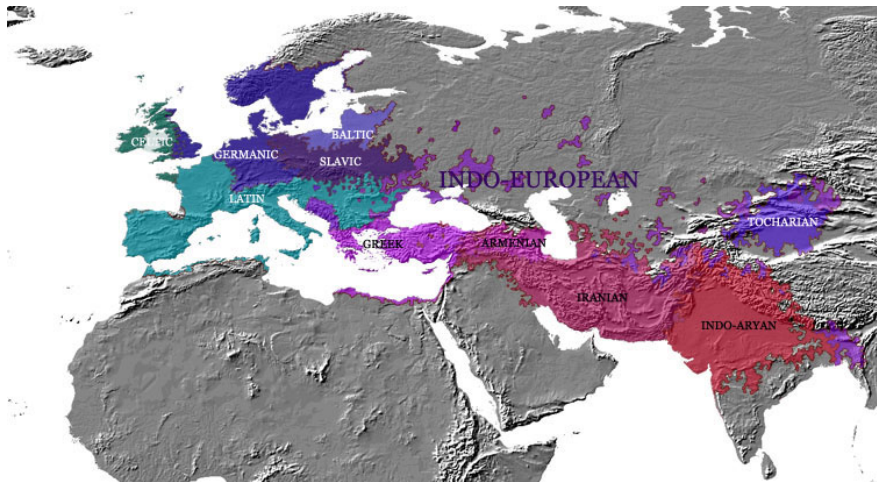 BALTIC
CELTIC
GERMANIC
SLAVIC
INDO-EUROPEAN
LATIN
TOCHARIAN
GREEK
ARMENIAN
IRANIAN
INDO-ARYAN